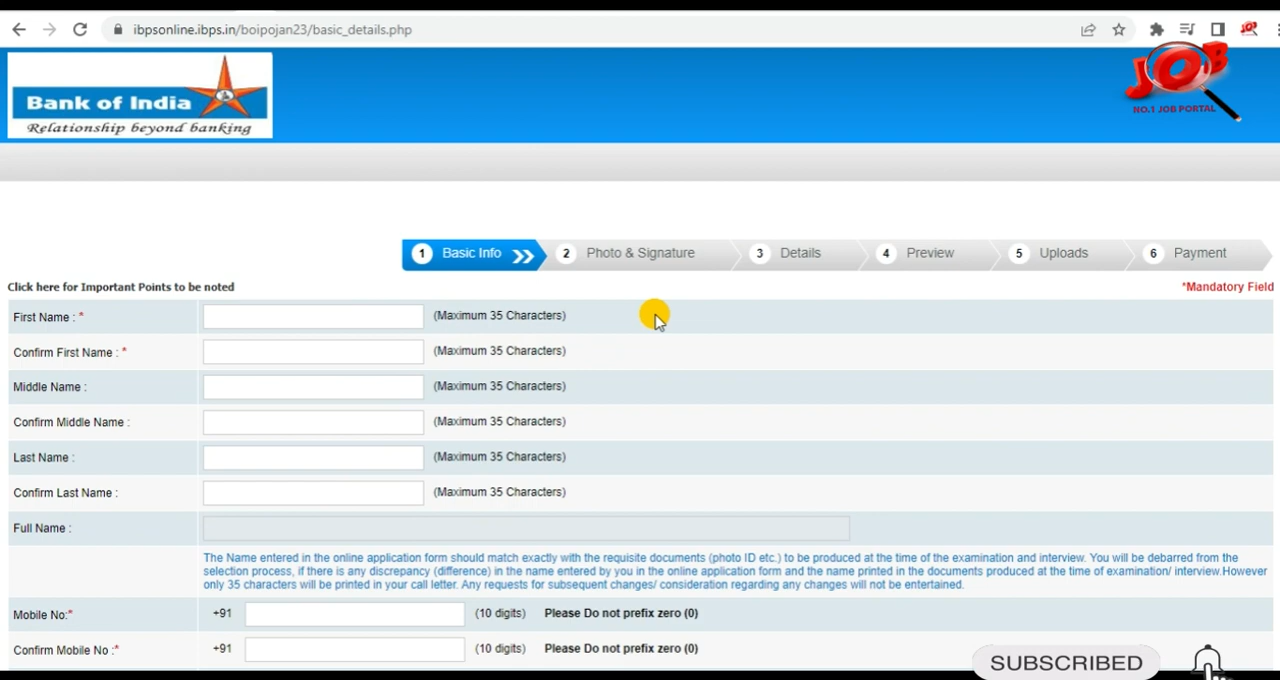 ibpsonline.ibps.in/boipojan23/basic_details.php
JOB
JOB
NO.1 JOB PORTAL
Bank of India
Relationship beyond banking
1 Basic Info 2 Photo & Signature 3 Details 4 Preview 5 Uploads 6 Payment
Click here for Important Points to be noted *Mandatory Field
First Name : * (Maximum 35 Characters)
Confirm First Name : * (Maximum 35 Characters)
Middle Name : (Maximum 35 Characters)
Confirm Middle Name : (Maximum 35 Characters)
Last Name : (Maximum 35 Characters)
Confirm Last Name : (Maximum 35 Characters)
Full Name :
The Name entered in the online application form should match exactly with the requisite documents (photo ID etc.) to be produced at the time of the examination and interview. You will be debarred from the
selection process, if there is any discrepancy (difference) in the name entered by you in the online application form and the name printed in the documents produced at the time of examination/ interview.However
only 35 characters will be printed in your call letter. Any requests for subsequent changes/ consideration regarding any changes will not be entertained.
Mobile No:* +91 (10 digits) Please Do not prefix zero (0)
Confirm Mobile No :* +91 (10 digits) Please Do not prefix zero (0)
SUBSCRIBED